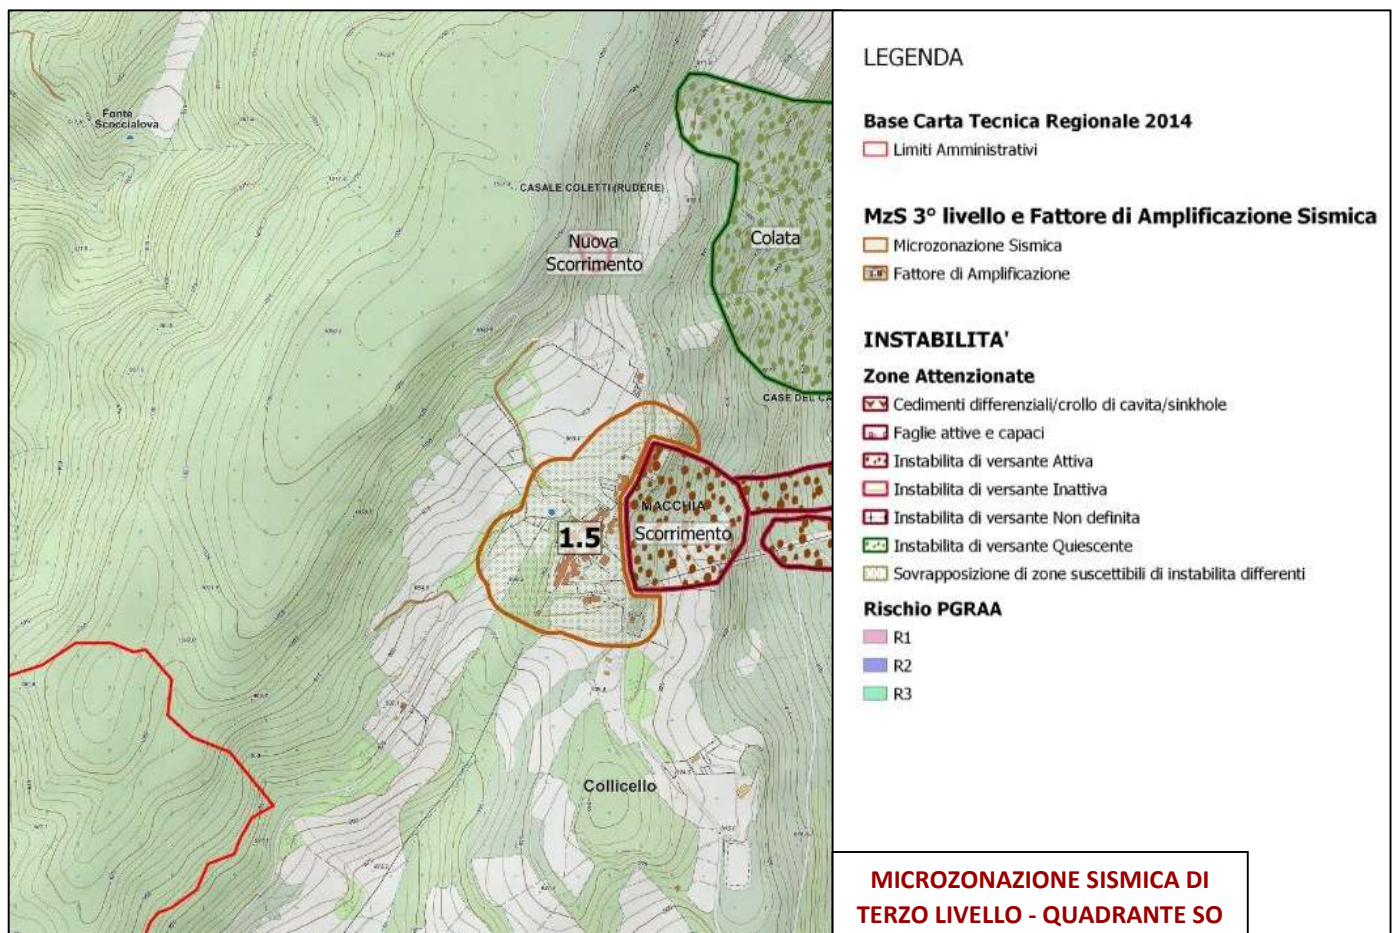 Fonte
Scoccialova
CASALE COLETTI (RUDERE)
Nuova
Scorrimento
Colata
CASE DEL CA
MACCHIA
Scorrimento
1.5
Collicello
LEGENDA
Base Carta Tecnica Regionale 2014
Limiti Amministrativi
MzS 3° livello e Fattore di Amplificazione Sismica
Microzonazione Sismica
Fattore di Amplificazione
INSTABILITA'
Zone Attenzionate
Cedimenti differenziali/crollo di cavita/sinkhole
Faglie attive e capaci
Instabilita di versante Attiva
Instabilita di versante Inattiva
Instabilita di versante Non definita
Instabilita di versante Quiescente
Sovrapposizione di zone suscettibili di instabilita differenti
Rischio PGRAA
R1
R2
R3
MICROZONAZIONE SISMICA DI
TERZO LIVELLO - QUADRANTE SO